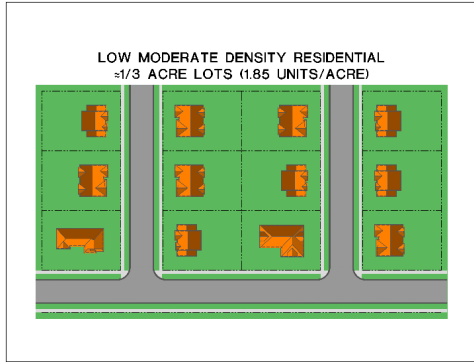 LOW MODERATE DENSITY RESIDENTIAL
≈1/3 ACRE LOTS (1.85 UNITS/ACRE)